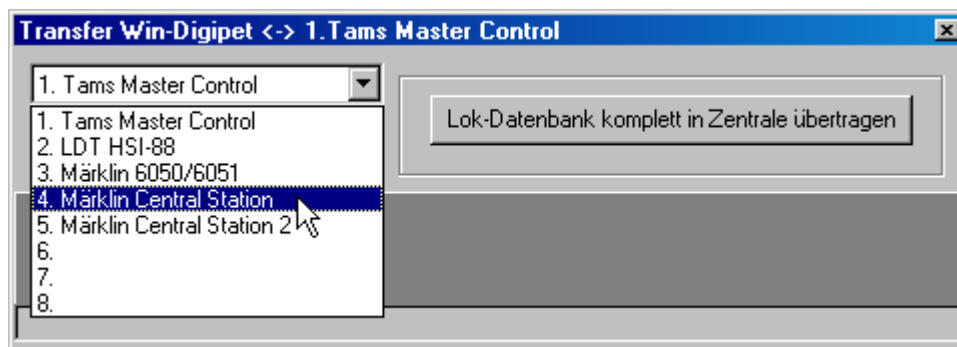 Transfer Win-Digipet <-> 1.Tams Master Control
1. Tams Master Control
Lok-Datenbank komplett in Zentrale übertragen
1. Tams Master Control
2. LDT HSI-88
3. Märklin 6050/6051
4. Märklin Central Station
5. Märklin Central Station 2
6.
7.
8.